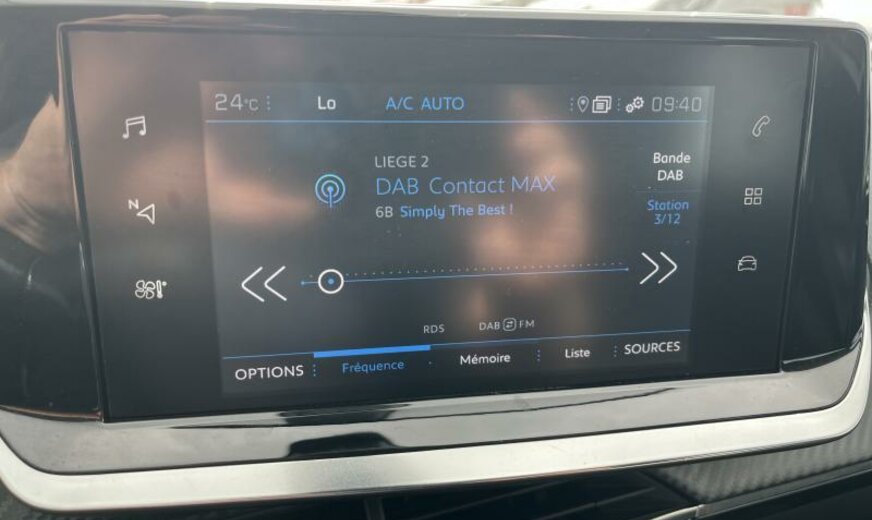 24°C Lo A/C AUTO 09:40
LIEGE 2
DAB Contact MAX
6B Simply The Best !
Bande
DAB
Station
3/12
N
RDS DAB FM
OPTIONS Fréquence Mémoire Liste SOURCES